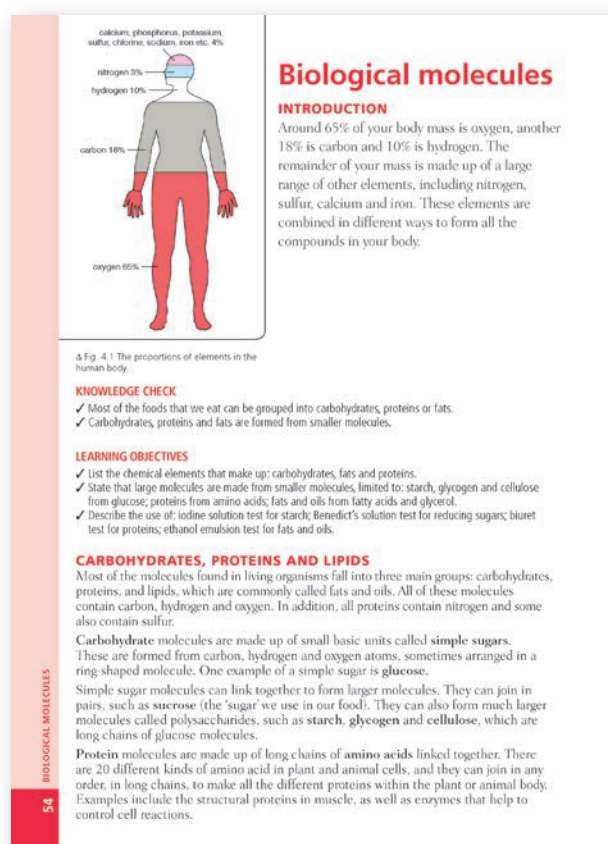 calcium, phosphorus, potassium,
sulfur, chlorine, sodium, iron etc. 4%
nitrogen 3%
hydrogen 10%
carbon 18%
oxygen 65%
Δ Fig. 4.1 The proportions of elements in the
human body.
Biological molecules
INTRODUCTION
Around 65% of your body mass is oxygen, another
18% is carbon and 10% is hydrogen. The
remainder of your mass is made up of a large
range of other elements, including nitrogen,
sulfur, calcium and iron. These elements are
combined in different ways to form all the
compounds in your body.
KNOWLEDGE CHECK
✓ Most of the foods that we eat can be grouped into carbohydrates, proteins or fats.
✓ Carbohydrates, proteins and fats are formed from smaller molecules.
LEARNING OBJECTIVES
✓ List the chemical elements that make up: carbohydrates, fats and proteins.
✓ State that large molecules are made from smaller molecules, limited to: starch, glycogen and cellulose
from glucose; proteins from amino acids; fats and oils from fatty acids and glycerol.
✓ Describe the use of: iodine solution test for starch; Benedict's solution test for reducing sugars; biuret
test for proteins; ethanol emulsion test for fats and oils.
CARBOHYDRATES, PROTEINS AND LIPIDS
Most of the molecules found in living organisms fall into three main groups: carbohydrates,
proteins, and lipids, which are commonly called fats and oils. All of these molecules
contain carbon, hydrogen and oxygen. In addition, all proteins contain nitrogen and some
also contain sulfur.
Carbohydrate molecules are made up of small basic units called simple sugars.
These are formed from carbon, hydrogen and oxygen atoms, sometimes arranged in a
ring-shaped molecule. One example of a simple sugar is glucose.
Simple sugar molecules can link together to form larger molecules. They can join in
pairs, such as sucrose (the 'sugar' we use in our food). They can also form much larger
molecules called polysaccharides, such as starch, glycogen and cellulose, which are
long chains of glucose molecules.
Protein molecules are made up of long chains of amino acids linked together. There
are 20 different kinds of amino acid in plant and animal cells, and they can join in any
order, in long chains, to make all the different proteins within the plant or animal body.
Examples include the structural proteins in muscle, as well as enzymes that help to
control cell reactions.
BIOLOGICAL MOLECULES
54